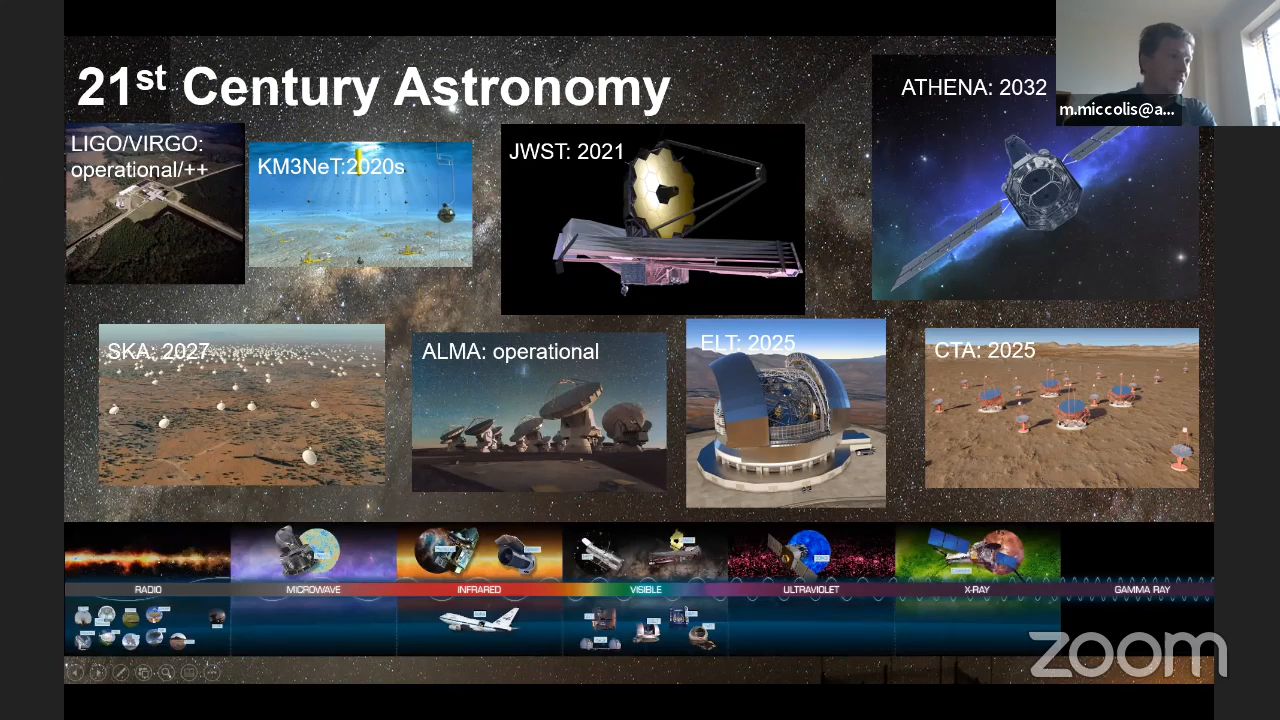 21st Century Astronomy
ATHENA: 2032
m.miccolis@a...
LIGO/VIRGO:
operational/++
KM3NeT:2020s
JWST: 2021
SKA: 2027
ALMA: operational
ELT: 2025
CTA: 2025
RADIO
MICROWAVE
INFRARED
VISIBLE
ULTRAVIOLET
X-RAY
GAMMA RAY
zoom